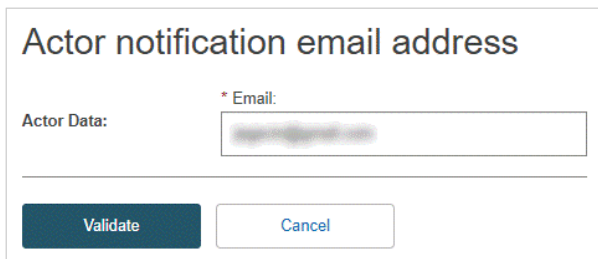 Actor notification email address
* Email:
Actor Data:
Validate
Cancel